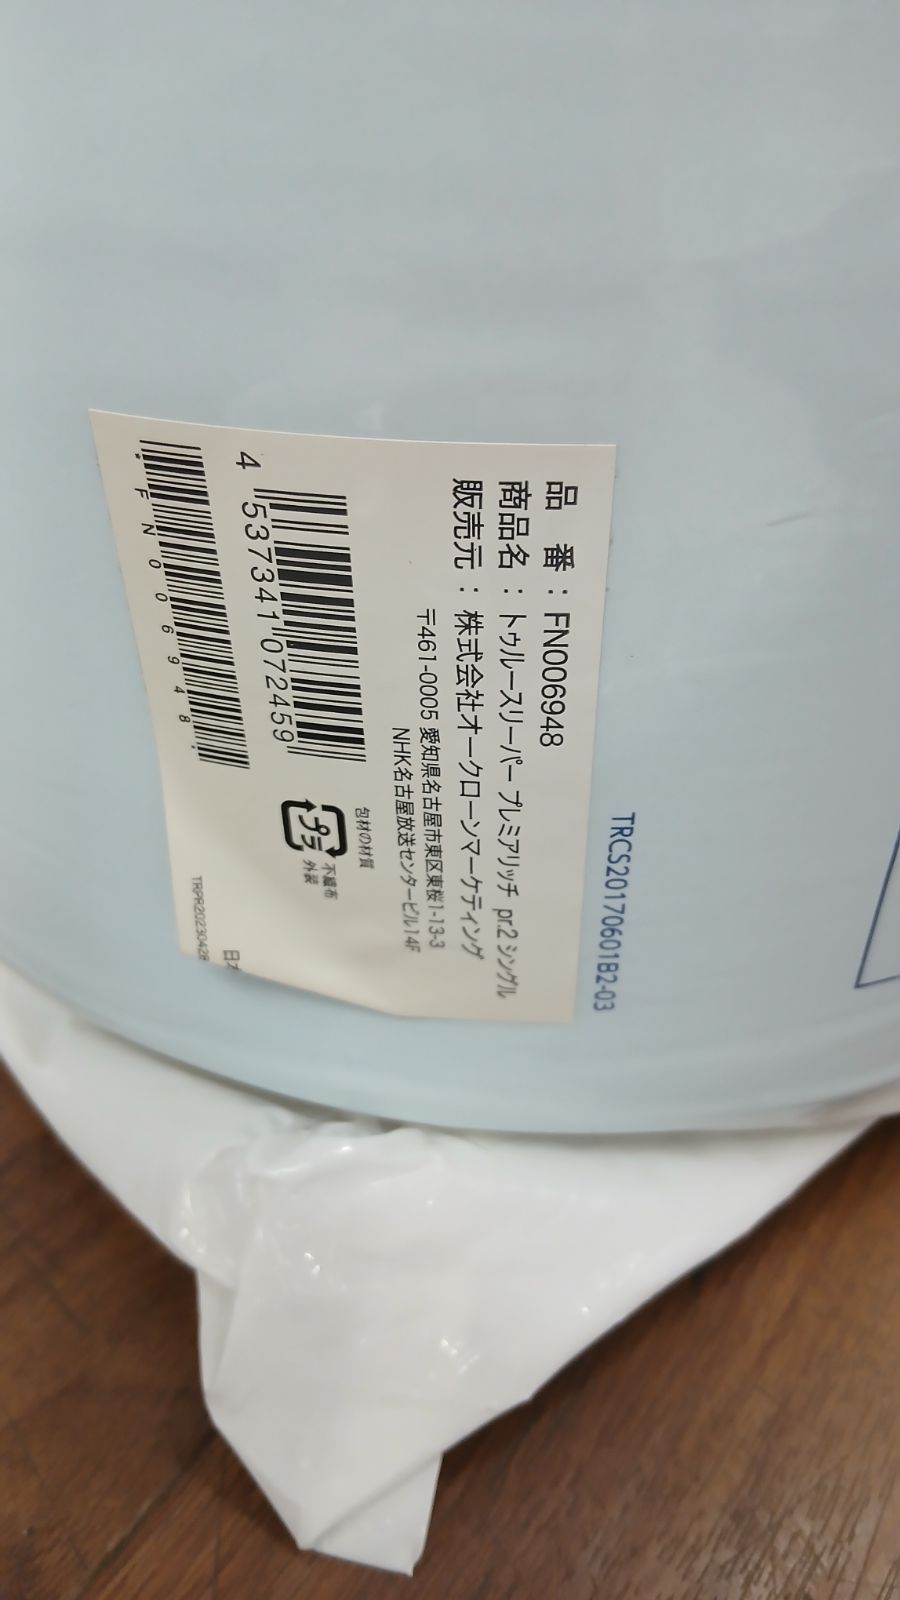 品番：FN006948
商品名：トゥルースリーパー プレミアリッチ pr.2 シングル
販売元：株式会社オークローンマーケティング
〒461-0005 愛知県名古屋市東区東桜1-13-3
NHK名古屋放送センタービル14F
包材の材質
プラ
不織布
外装
4 537341 072459
*FN006948*
日本
TRPR20230428
TRCS20170601B2-03